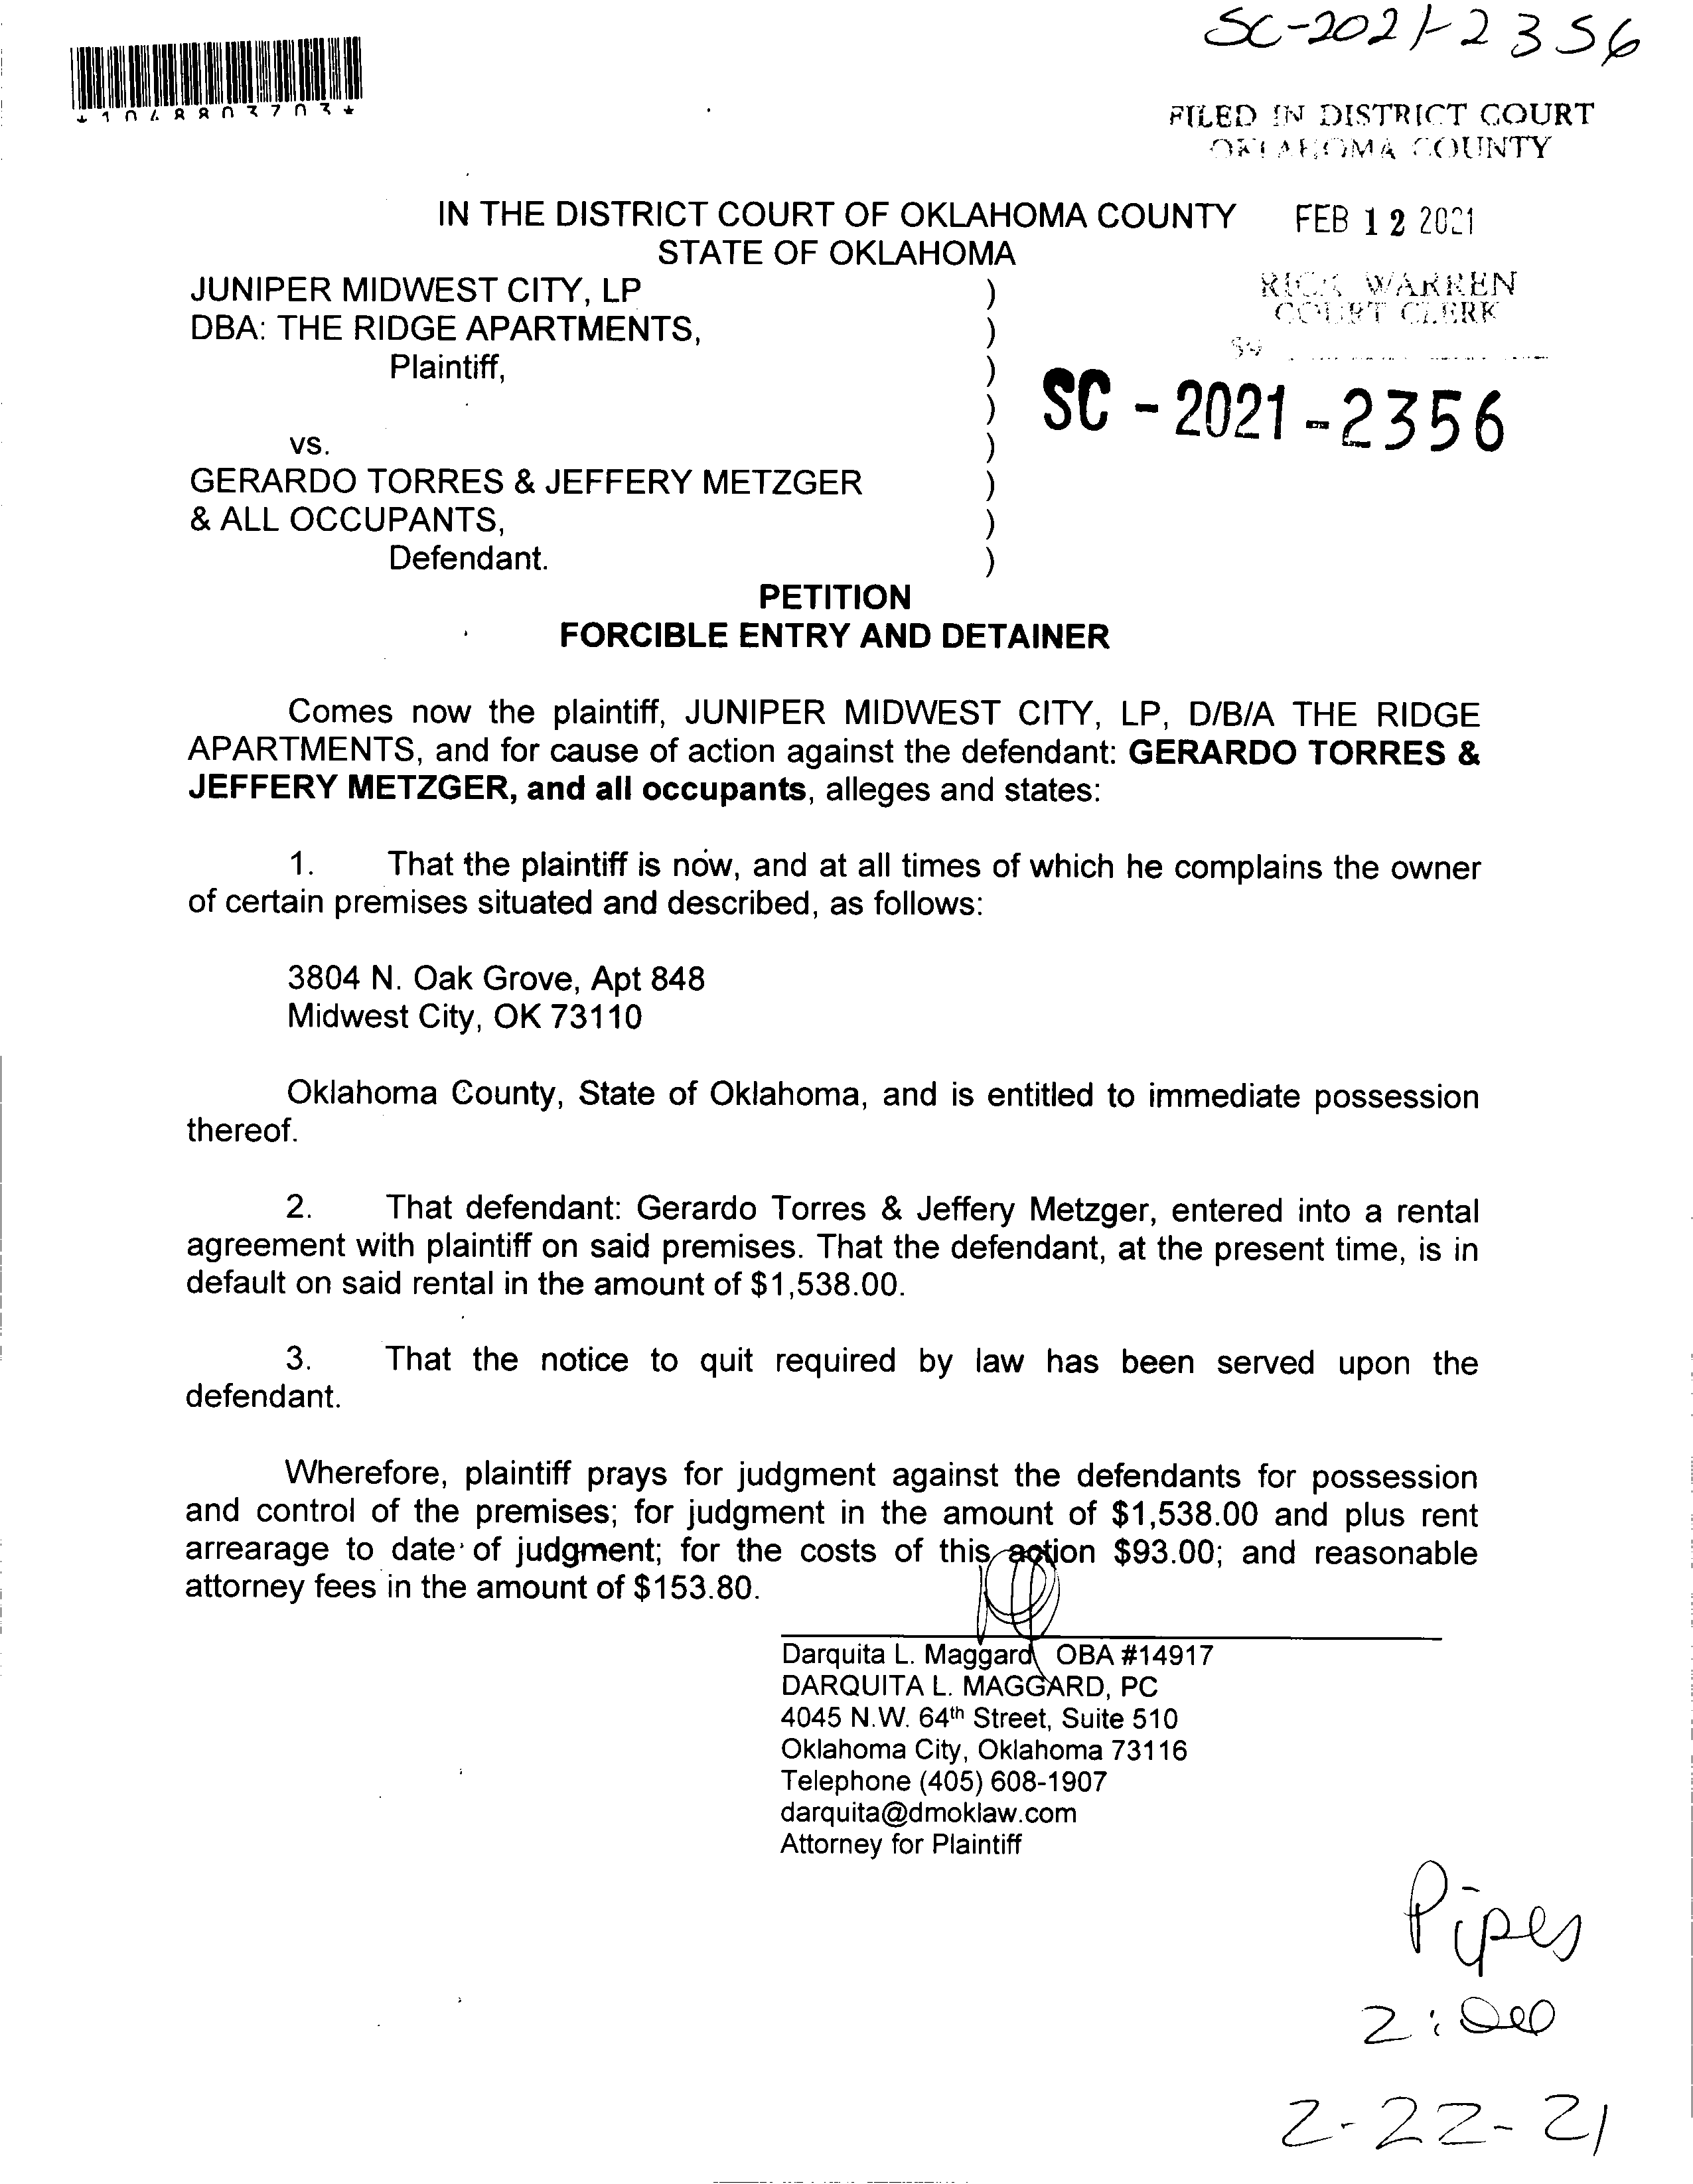 SC-2021-2356
*1048803703*
FILED IN DISTRICT COURT
OKLAHOMA COUNTY
IN THE DISTRICT COURT OF OKLAHOMA COUNTY
FEB 12 2021
STATE OF OKLAHOMA
JUNIPER MIDWEST CITY, LP )
RICK WARREN
COURT CLERK
DBA: THE RIDGE APARTMENTS, )
Plaintiff, )
)
SC - 2021 - 2356
vs. )
GERARDO TORRES & JEFFERY METZGER )
& ALL OCCUPANTS, )
Defendant. )
PETITION
FORCIBLE ENTRY AND DETAINER
Comes now the plaintiff, JUNIPER MIDWEST CITY, LP, D/B/A THE RIDGE
APARTMENTS, and for cause of action against the defendant: GERARDO TORRES &
JEFFERY METZGER, and all occupants, alleges and states:
1. That the plaintiff is now, and at all times of which he complains the owner
of certain premises situated and described, as follows:
3804 N. Oak Grove, Apt 848
Midwest City, OK 73110
Oklahoma County, State of Oklahoma, and is entitled to immediate possession
thereof.
2. That defendant: Gerardo Torres & Jeffery Metzger, entered into a rental
agreement with plaintiff on said premises. That the defendant, at the present time, is in
default on said rental in the amount of $1,538.00.
3. That the notice to quit required by law has been served upon the
defendant.
Wherefore, plaintiff prays for judgment against the defendants for possession
and control of the premises; for judgment in the amount of $1,538.00 and plus rent
arrearage to date of judgment; for the costs of this action $93.00; and reasonable
attorney fees in the amount of $153.80.
Darquita L. Maggard OBA #14917
DARQUITA L. MAGGARD, PC
4045 N.W. 64th Street, Suite 510
Oklahoma City, Oklahoma 73116
Telephone (405) 608-1907
darquita@dmoklaw.com
Attorney for Plaintiff
Pipes
2:00
2-22-21